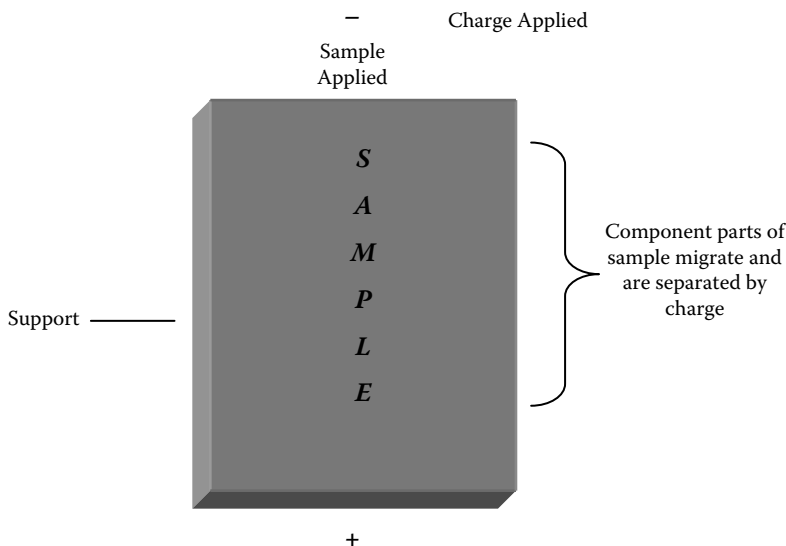 –
Charge Applied
Sample
Applied
S
A
M
P
L
E
Component parts of
sample migrate and
are separated by
charge
Support
+